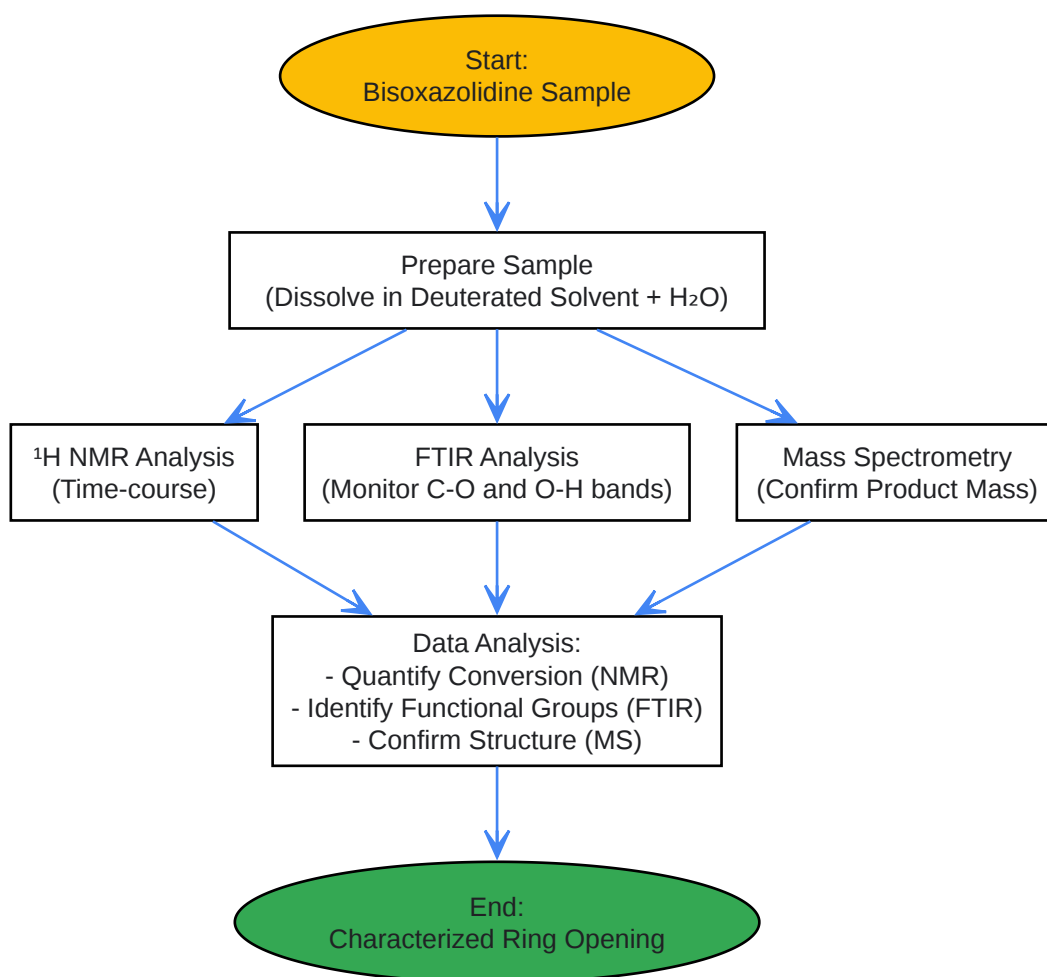 Start:
Bisoxazolidine Sample
Prepare Sample
(Dissolve in Deuterated Solvent + H₂O)
¹H NMR Analysis
(Time-course)
FTIR Analysis
(Monitor C-O and O-H bands)
Mass Spectrometry
(Confirm Product Mass)
Data Analysis:
- Quantify Conversion (NMR)
- Identify Functional Groups (FTIR)
- Confirm Structure (MS)
End:
Characterized Ring Opening